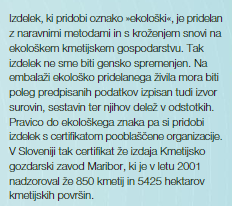 Izdelek, ki pridobi oznako »ekološki«, je pridelan
z naravnimi metodami in s kroženjem snovi na
ekološkem kmetijskem gospodarstvu. Tak
izdelek ne sme biti gensko spremenjen. Na
embalaži ekološko pridelanega živila mora biti
poleg predpisanih podatkov izpisan tudi izvor
surovin, sestavin ter njihov delež v odstotkih.
Pravico do ekološkega znaka pa si pridobi
izdelek s certifikatom pooblaščene organizacije.
V Sloveniji tak certifikat že izdaja Kmetijsko
gozdarski zavod Maribor, ki je v letu 2001
nadzoroval že 850 kmetij in 5425 hektarov
kmetijskih površin.